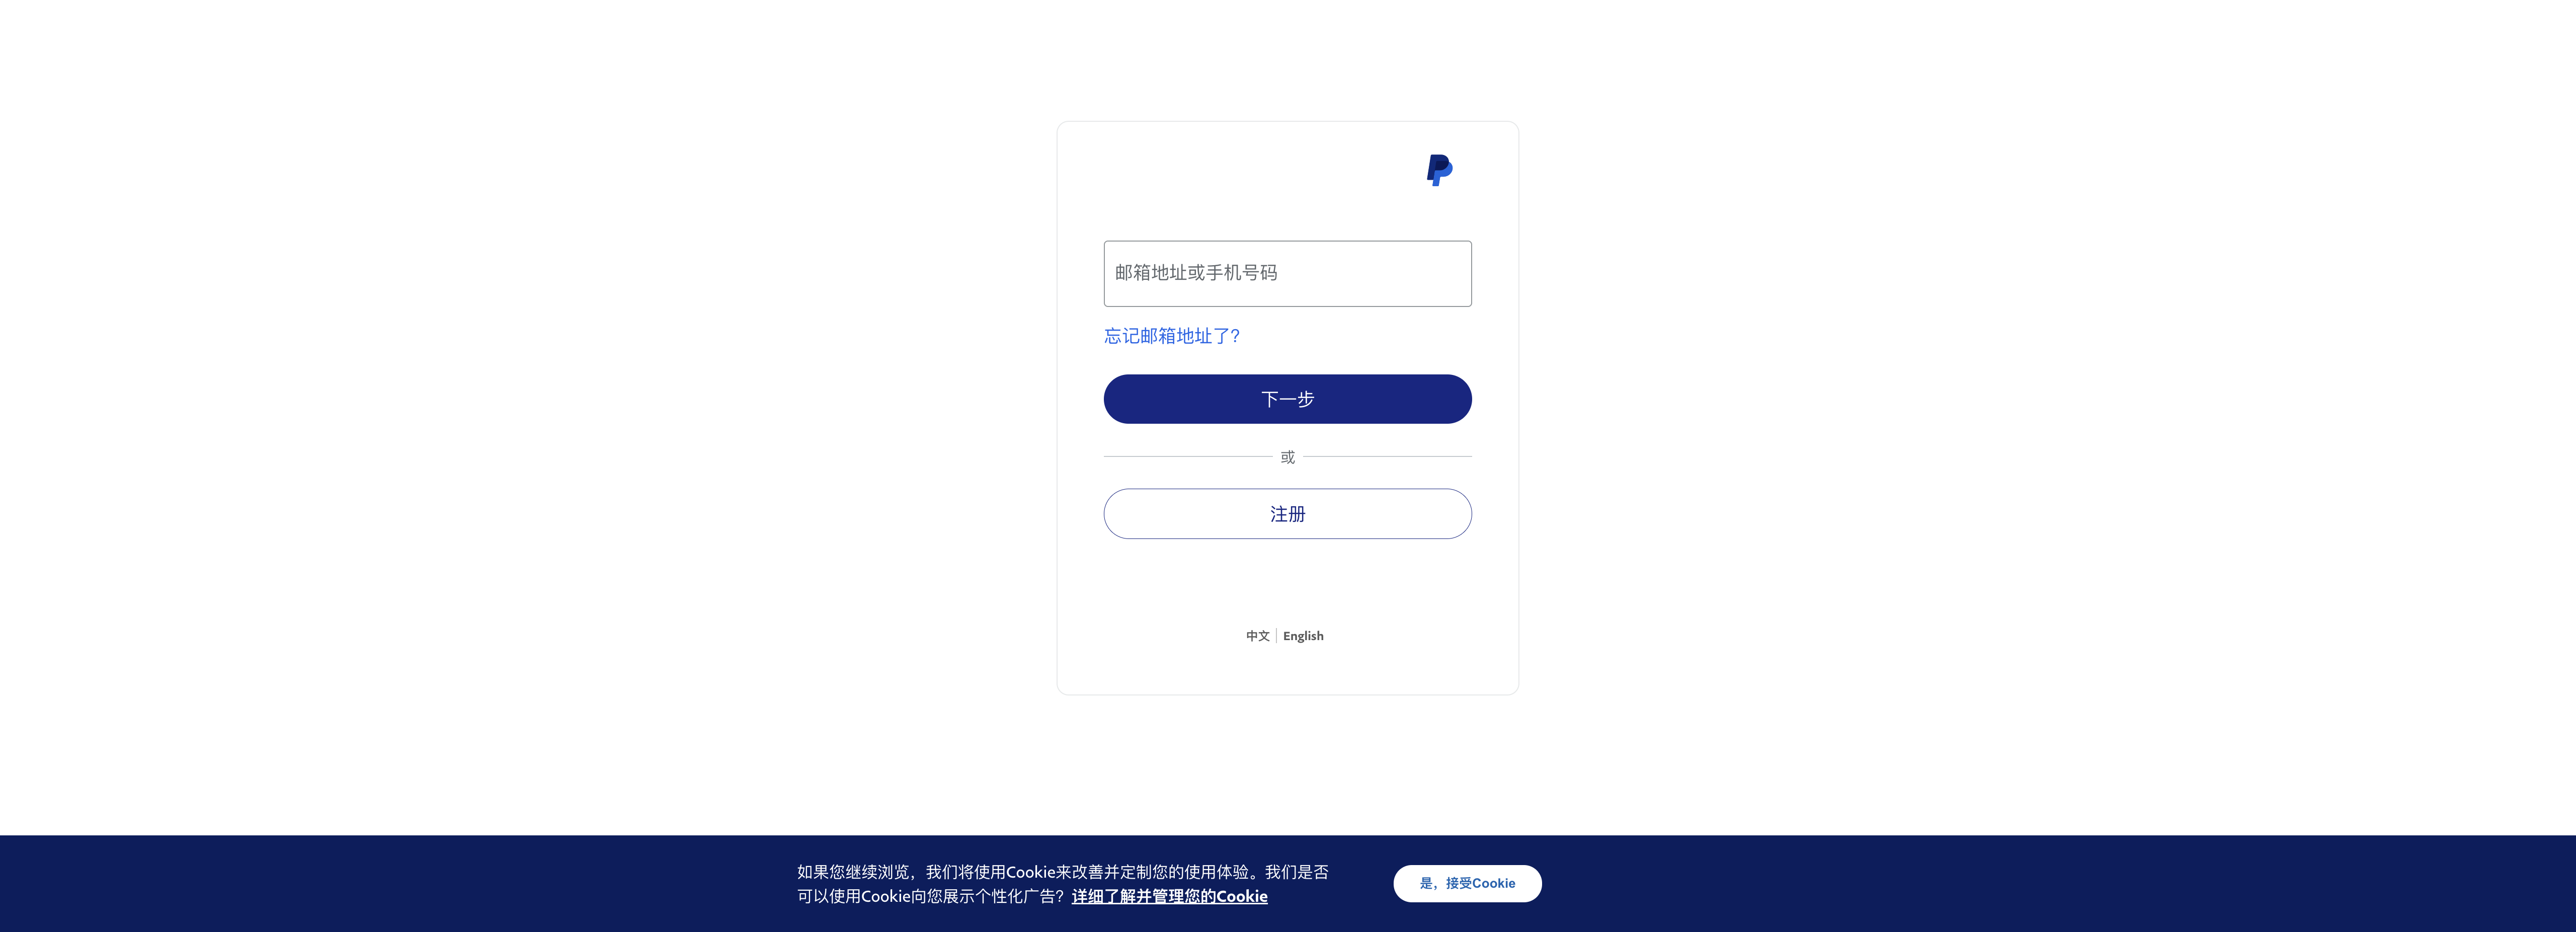 邮箱地址或手机号码
忘记邮箱地址了？
下一步
或
注册
中文 English
如果您继续浏览，我们将使用Cookie来改善并定制您的使用体验。我们是否
可以使用Cookie向您展示个性化广告？详细了解并管理您的Cookie
是，接受Cookie